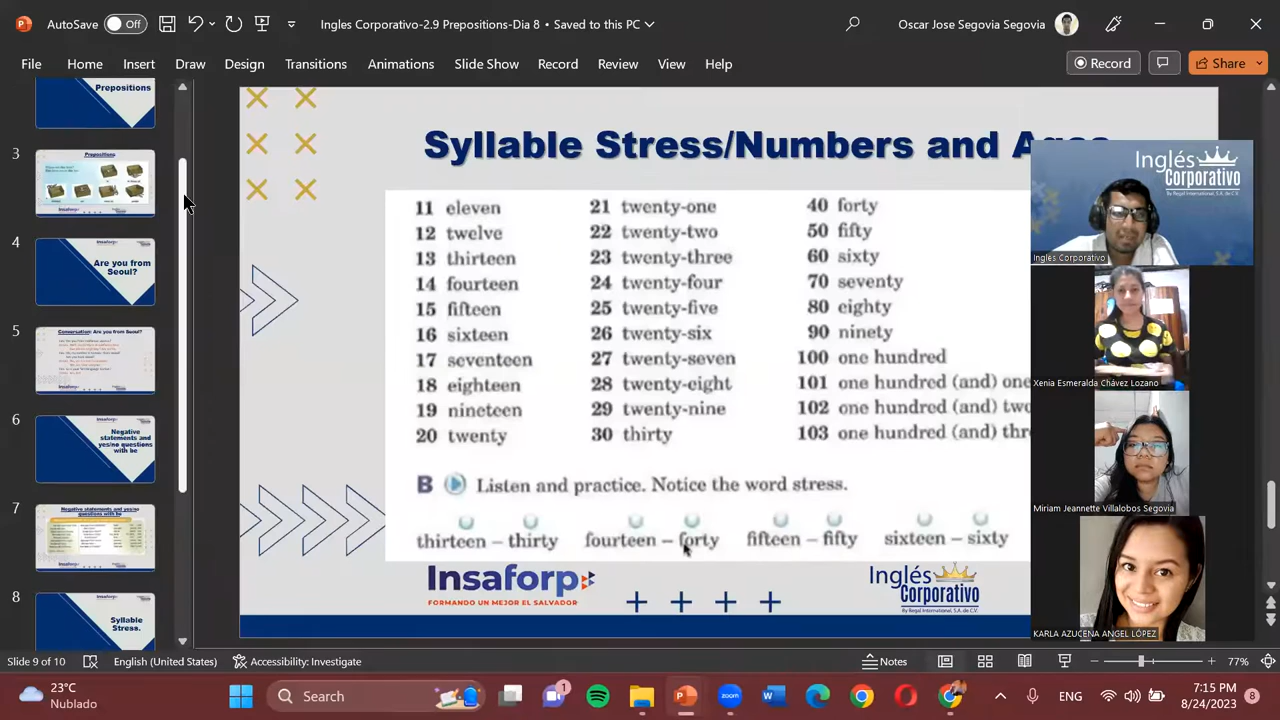 AutoSave Off Ingles Corporativo-2.9 Prepositions-Dia 8 • Saved to this PC Oscar Jose Segovia Segovia
File Home Insert Draw Design Transitions Animations Slide Show Record Review View Help Record Share
Prepositions
3
Prepositions
4
Are you from
Seoul?
5
Conversation: Are you from Seoul?
6
Negative
statements and
yes/no questions
with be
7
Negative statements and yes/no
questions with be
8
Syllable
Stress.
Syllable Stress/Numbers and
11 eleven
12 twelve
13 thirteen
14 fourteen
15 fifteen
16 sixteen
17 seventeen
18 eighteen
19 nineteen
20 twenty
21 twenty-one
22 twenty-two
23 twenty-three
24 twenty-four
25 twenty-five
26 twenty-six
27 twenty-seven
28 twenty-eight
29 twenty-nine
30 thirty
40 forty
50 fifty
60 sixty
70 seventy
80 eighty
90 ninety
100 one hundred
101 one hundred (and) one
102 one hundred (and) two
103 one hundred (and) thr
B Listen and practice. Notice the word stress.
thirteen – thirty fourteen – forty fifteen – fifty sixteen – sixty
Insaforp
FORMANDO UN MEJOR EL SALVADOR
Inglés
Corporativo
By Regal International, S.A. de C.V.
Inglés
Corporativo
By Regal International, S.A. de C.V.
Inglés Corporativo
Xenia Esmeralda Chávez Lozano
Miriam Jeannette Villalobos Segovia
KARLA AZUCENA ANGEL LÓPEZ
Slide 9 of 10 English (United States) Accessibility: Investigate Notes 77%
23°C
Nublado
Search
1
zoom
ENG
7:15 PM
8/24/2023
8